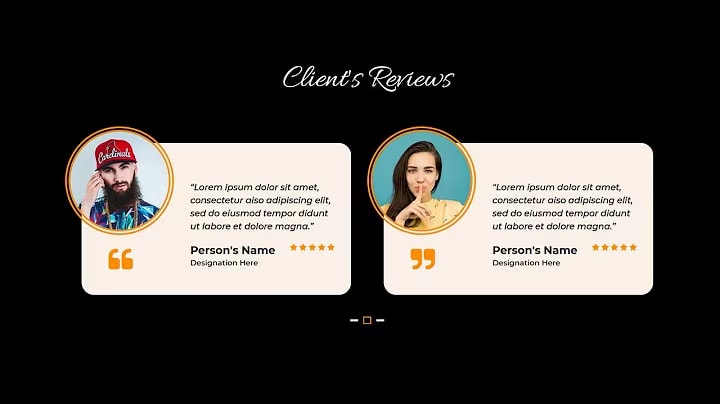 Client's Reviews
Cardinals
“Lorem ipsum dolor sit amet,
consectetur aiso adipiscing elit,
sed do eiusmod tempor didunt
ut labore et dolore magna.”
Person's Name
Designation Here
“Lorem ipsum dolor sit amet,
consectetur aiso adipiscing elit,
sed do eiusmod tempor didunt
ut labore et dolore magna.”
Person's Name
Designation Here